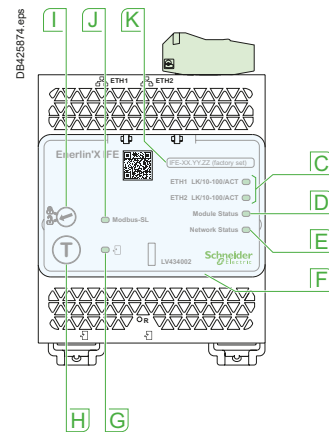 DB425874.eps
I
J
K
ETH1 ETH2
Enerlin'X IFE
IFE-XX.YY.ZZ (factory set)
ETH1 LK/10-100/ACT
C
ETH2 LK/10-100/ACT
Modbus-SL
Module Status
D
Network Status
E
T
LV434002
Schneider
Electric
F
R
H
G